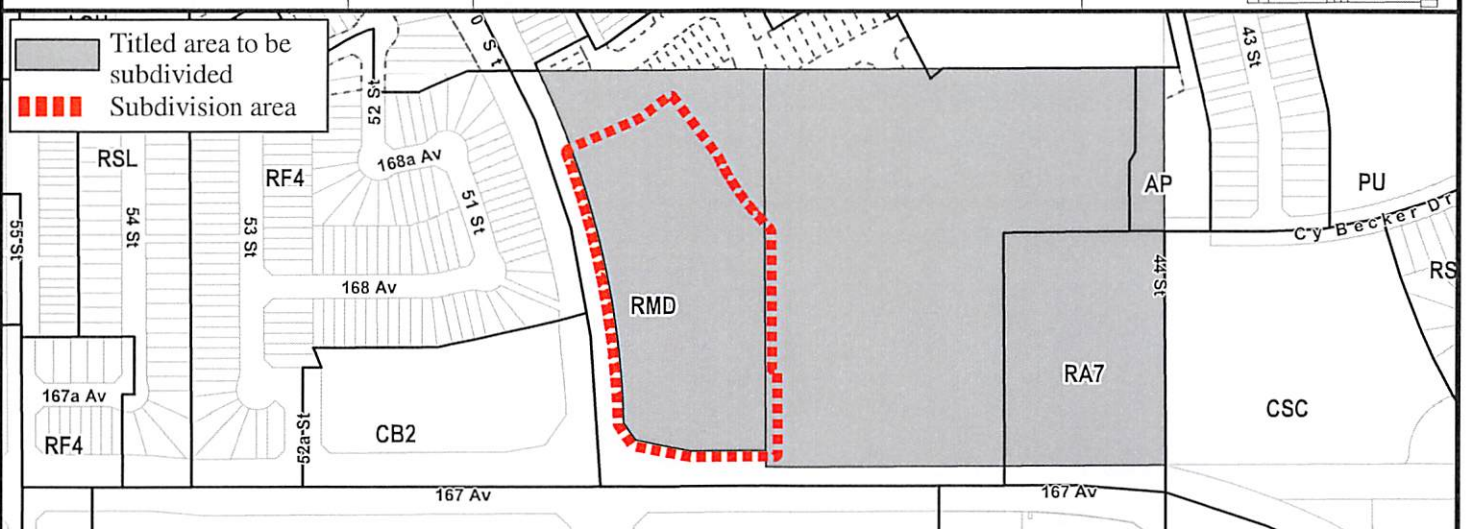 Titled area to be
subdivided
Subdivision area
0 St
52 St
43 St
RSL
168a Av
RF4
AP
PU
51 St
54 St
53 St
55 St
Cy Becker Dr
44 St
RS
168 Av
RMD
RA7
167a Av
CSC
RF4
52a St
CB2
167 Av
167 Av